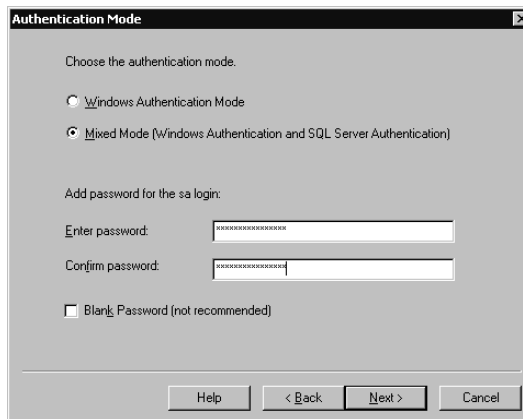 Authentication Mode
Choose the authentication mode.
Windows Authentication Mode
Mixed Mode (Windows Authentication and SQL Server Authentication)
Add password for the sa login:
Enter password: ***************
Confirm password: ***************
Blank Password (not recommended)
Help < Back Next > Cancel